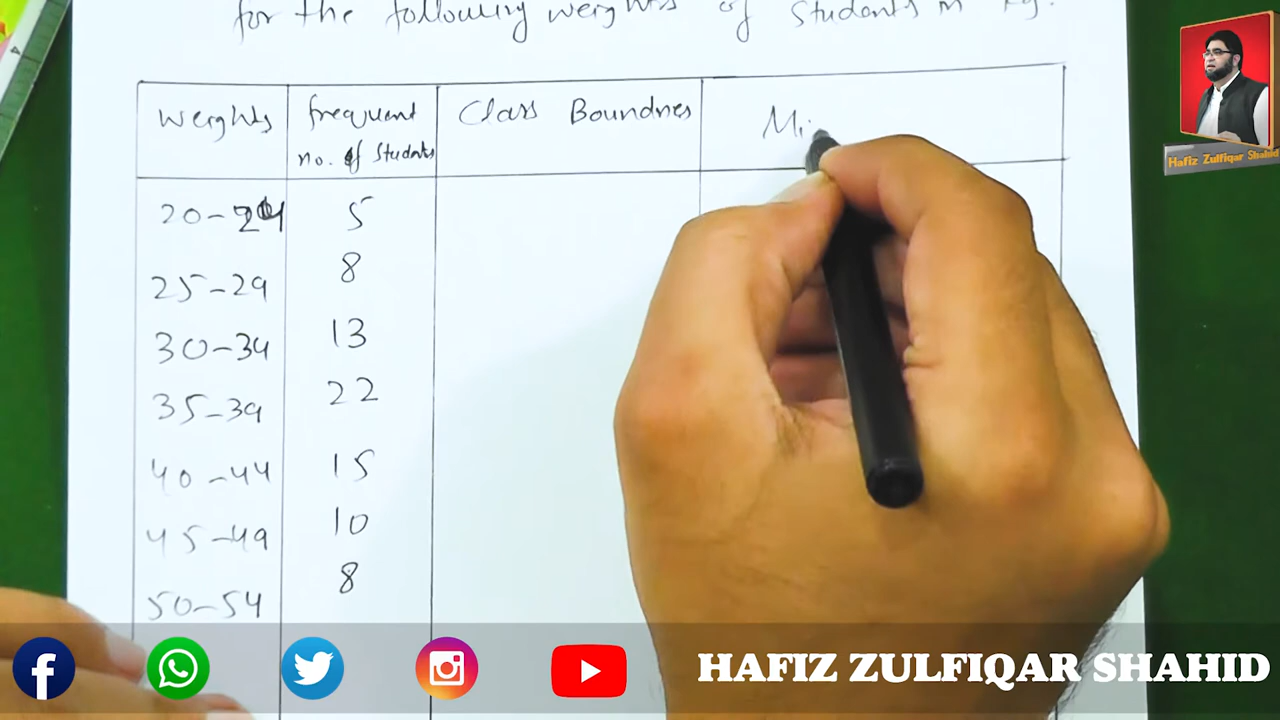 for the following weights of students in kg.
Weights frequent Class Boundries Mi
no. of Students
20-24 5
25-29 8
30-34 13
35-39 22
40-44 15
45-49 10
50-54 8
Hafiz Zulfiqar Shahid
HAFIZ ZULFIQAR SHAHID